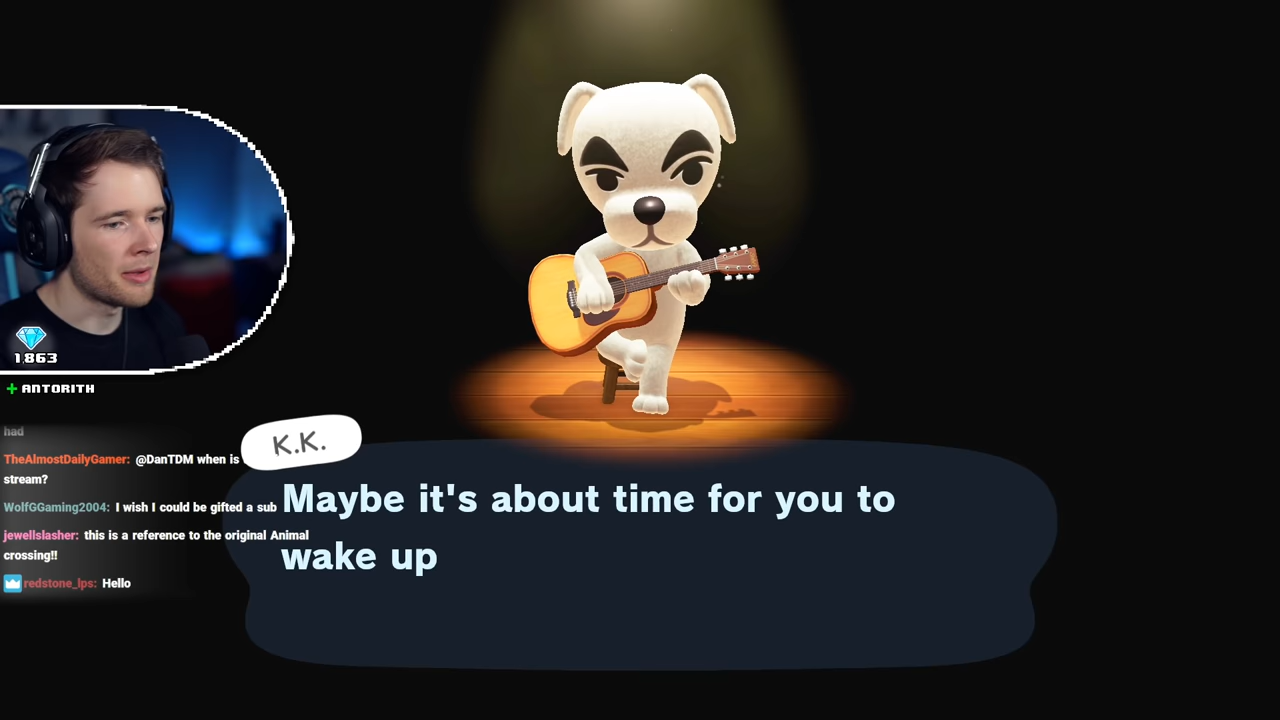 1863
+ ANTORITH
had
TheAlmostDailyGamer: @DanTDM when is
stream?
WolfGGaming2004: I wish I could be gifted a sub
jewellslasher: this is a reference to the original Animal
crossing!!
redstone_lps: Hello
K.K.
Maybe it's about time for you to
wake up